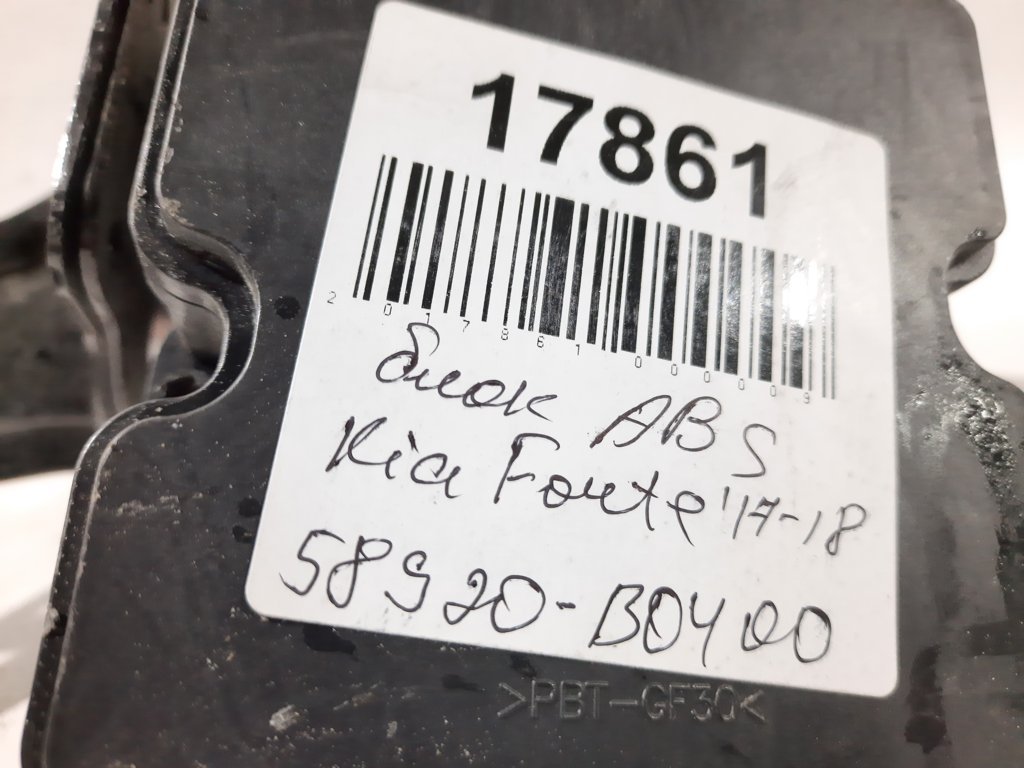 17861
2017861000009
блок ABS
Kia Forte '17-18
58920-B0400
>PBT-GF30<